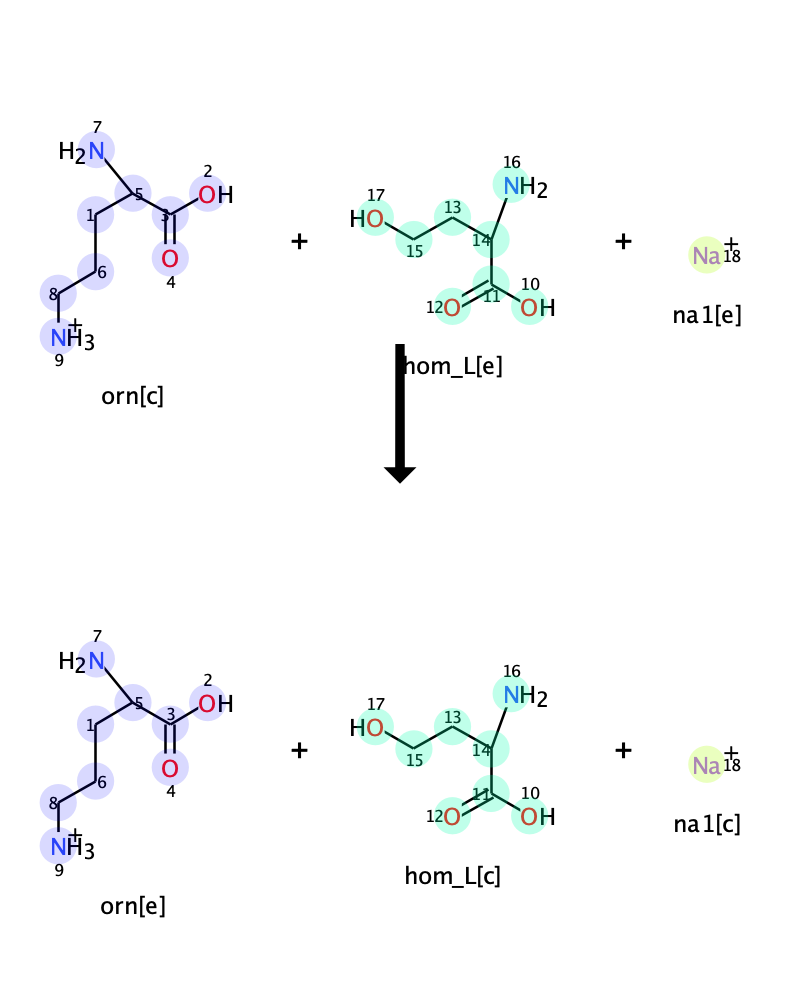 7
H2N
5
2
OH
1
3
O
4
6
8
+
NH3
9
orn[c]
+
16
NH2
17
HO
13
14
15
11
12O
10
OH
hom_L[e]
+
Na+
18
na1[e]
7
H2N
5
2
OH
1
3
O
4
6
8
+
NH3
9
orn[e]
+
16
NH2
17
HO
13
14
15
11
12O
10
OH
hom_L[c]
+
Na+
18
na1[c]